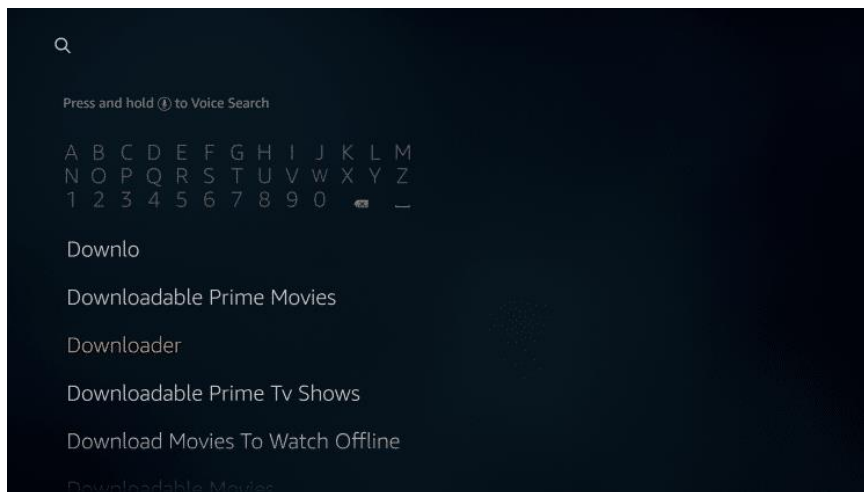 Press and hold to Voice Search
A B C D E F G H I J K L M
N O P Q R S T U V W X Y Z
1 2 3 4 5 6 7 8 9 0
Downlo
Downloadable Prime Movies
Downloader
Downloadable Prime Tv Shows
Download Movies To Watch Offline
Downloadable Movies